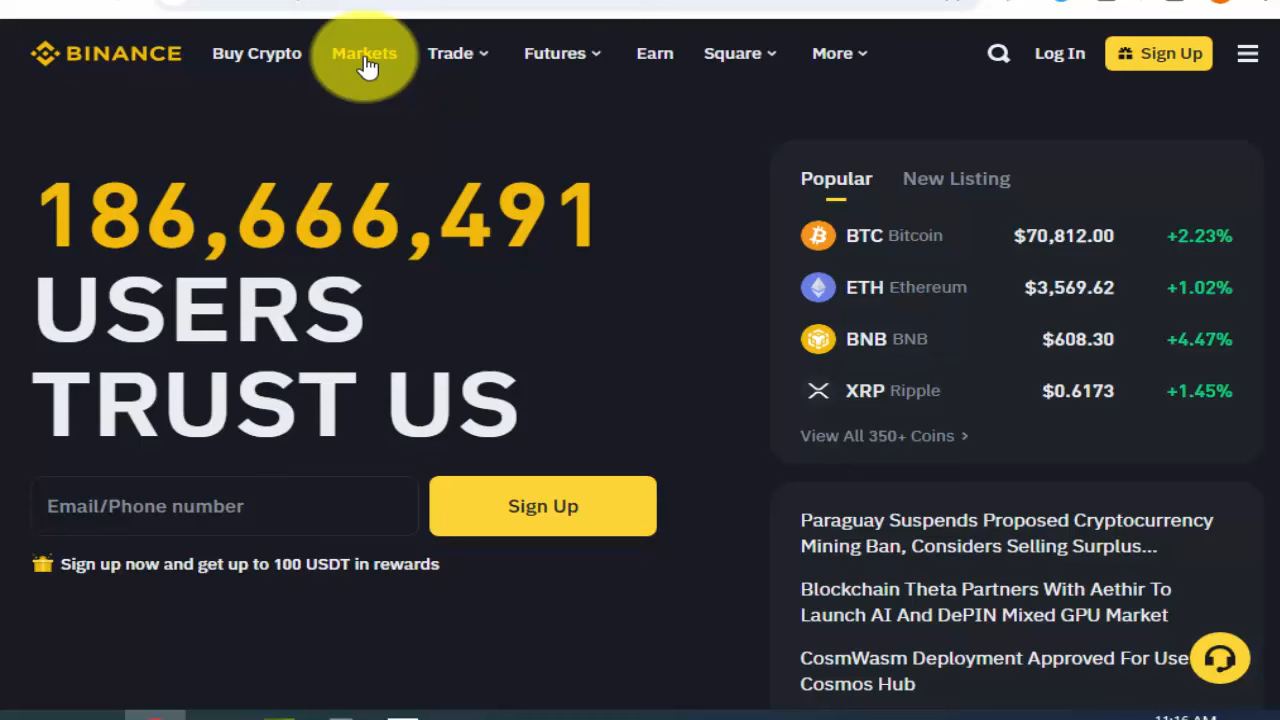 BINANCE Buy Crypto Markets Trade Futures Earn Square More Log In Sign Up
186,666,491
USERS
TRUST US
Email/Phone number Sign Up
Sign up now and get up to 100 USDT in rewards
Popular New Listing
BTC Bitcoin $70,812.00 +2.23%
ETH Ethereum $3,569.62 +1.02%
BNB BNB $608.30 +4.47%
XRP Ripple $0.6173 +1.45%
View All 350+ Coins >
Paraguay Suspends Proposed Cryptocurrency
Mining Ban, Considers Selling Surplus...
Blockchain Theta Partners With Aethir To
Launch AI And DePIN Mixed GPU Market
CosmWasm Deployment Approved For Use
Cosmos Hub
11:16 AM